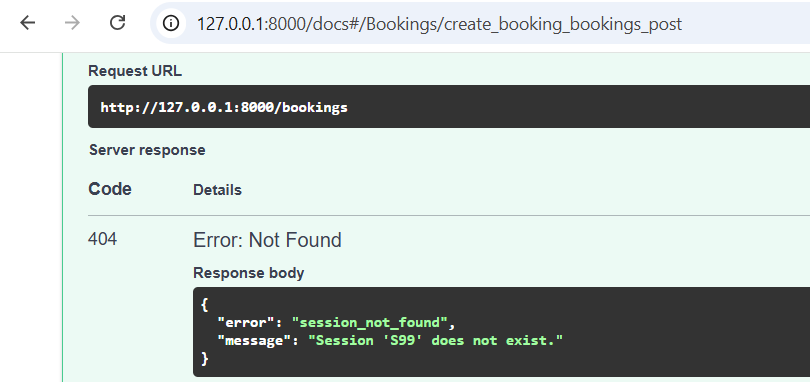 127.0.0.1:8000/docs#/Bookings/create_booking_bookings_post
Request URL
http://127.0.0.1:8000/bookings
Server response
Code Details
404 Error: Not Found
Response body
{
"error": "session_not_found",
"message": "Session 'S99' does not exist."
}